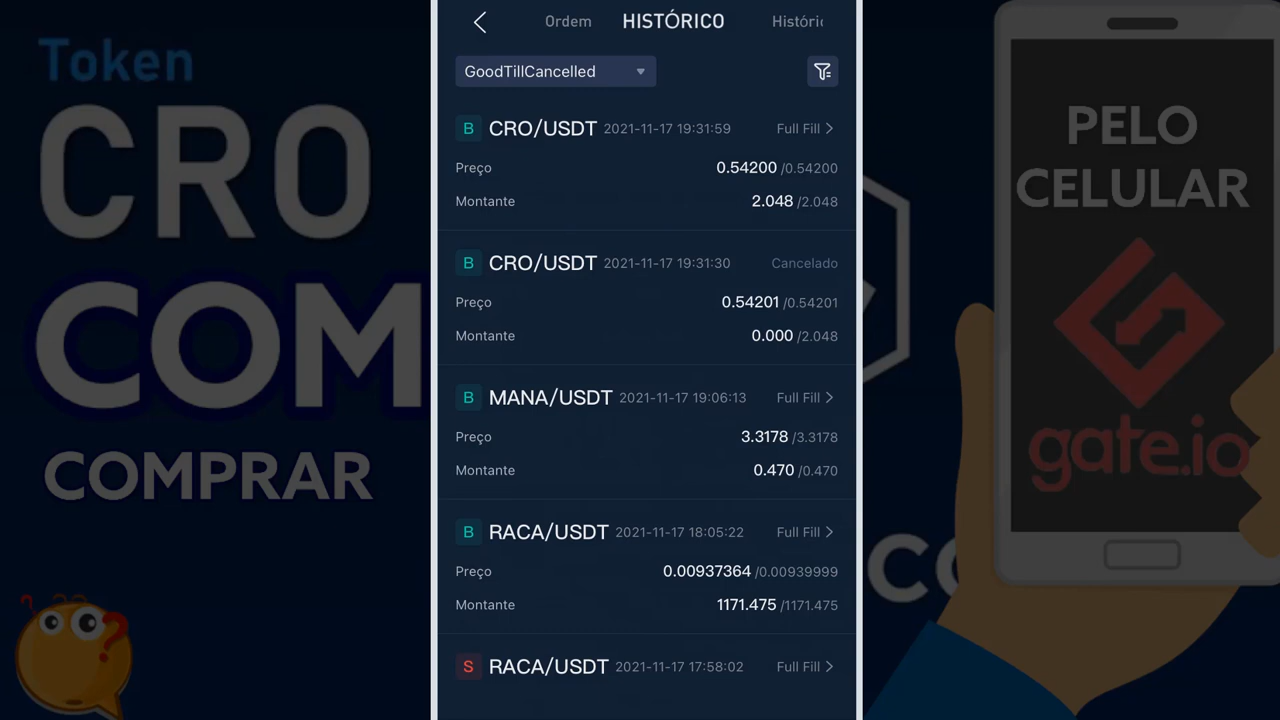 Token
CRO
COM
COMPRAR
Ordem HISTÓRICO Históric
GoodTillCancelled
B CRO/USDT 2021-11-17 19:31:59 Full Fill
Preço 0.54200 /0.54200
Montante 2.048 /2.048
B CRO/USDT 2021-11-17 19:31:30 Cancelado
Preço 0.54201 /0.54201
Montante 0.000 /2.048
B MANA/USDT 2021-11-17 19:06:13 Full Fill
Preço 3.3178 /3.3178
Montante 0.470 /0.470
B RACA/USDT 2021-11-17 18:05:22 Full Fill
Preço 0.00937364 /0.00939999
Montante 1171.475 /1171.475
S RACA/USDT 2021-11-17 17:58:02 Full Fill
PELO
CELULAR
gate.io